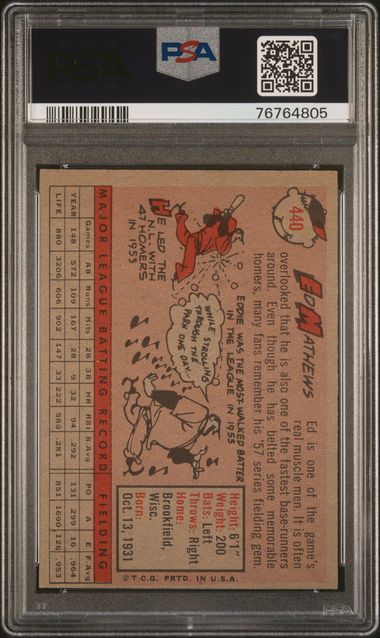 PSA
PSA
76764805
440
ED MATHEWS
Ed is one of the game's
real muscle men. It is often
overlooked that he is also one of the fastest base-runners
around. Even though he has belted some memorable
homers, many fans remember his '57 series fielding gem.
HE LED THE
N.L. WITH
47 HOMERS
IN 1953
EDDIE WAS THE MOST-WALKED BATTER
IN THE LEAGUE IN 1955
WHILE STROLLING
THROUGH THE
PARK ONE DAY...
Height: 6'1"
Weight: 200
Bats: Left
Throws: Right
Home:
Brookfield,
Wisc.
Born:
Oct. 13, 1931
MAJOR LEAGUE BATTING RECORD FIELDING
Games AB Runs Hits 2B 3B HR RBI B.Avg PO A E F.Avg
YEAR 148 572 109 167 28 9 32 94 .292 131 299 16 .964
LIFE 880 3206 606 902 147 33 222 586 .281 851 1690 126 .953
© T.C.G. PRTD. IN U.S.A.